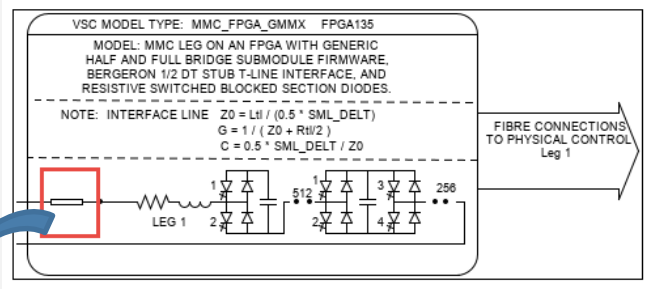 VSC MODEL TYPE: MMC_FPGA_GMMX FPGA135
MODEL: MMC LEG ON AN FPGA WITH GENERIC
HALF AND FULL BRIDGE SUBMODULE FIRMWARE,
BERGERON 1/2 DT STUB T-LINE INTERFACE, AND
RESISTIVE SWITCHED BLOCKED SECTION DIODES.
NOTE: INTERFACE LINE Z0 = Ltl / (0.5 * SML_DELT)
G = 1 / ( Z0 + Rtl/2 )
C = 0.5 * SML_DELT / Z0
FIBRE CONNECTIONS
TO PHYSICAL CONTROL
Leg 1
1
512
1
3
256
LEG 1
2
2
4